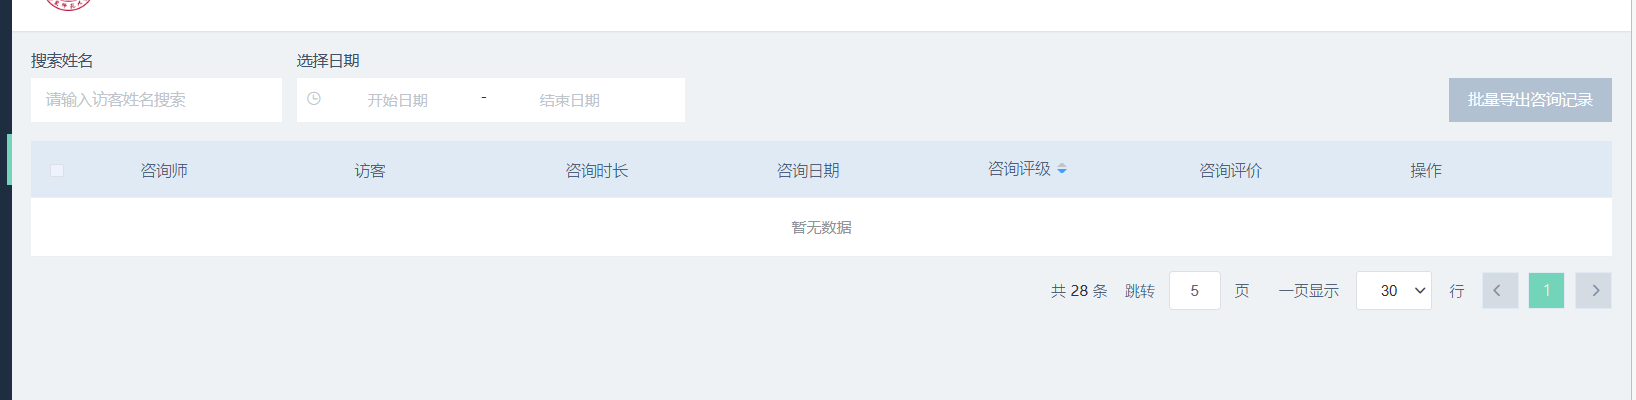 搜索姓名
选择日期
请输入访客姓名搜索
开始日期 - 结束日期
批量导出咨询记录
咨询师 访客 咨询时长 咨询日期 咨询评级 咨询评价 操作
暂无数据
共 28 条 跳转 5 页 一页显示 30 行 1